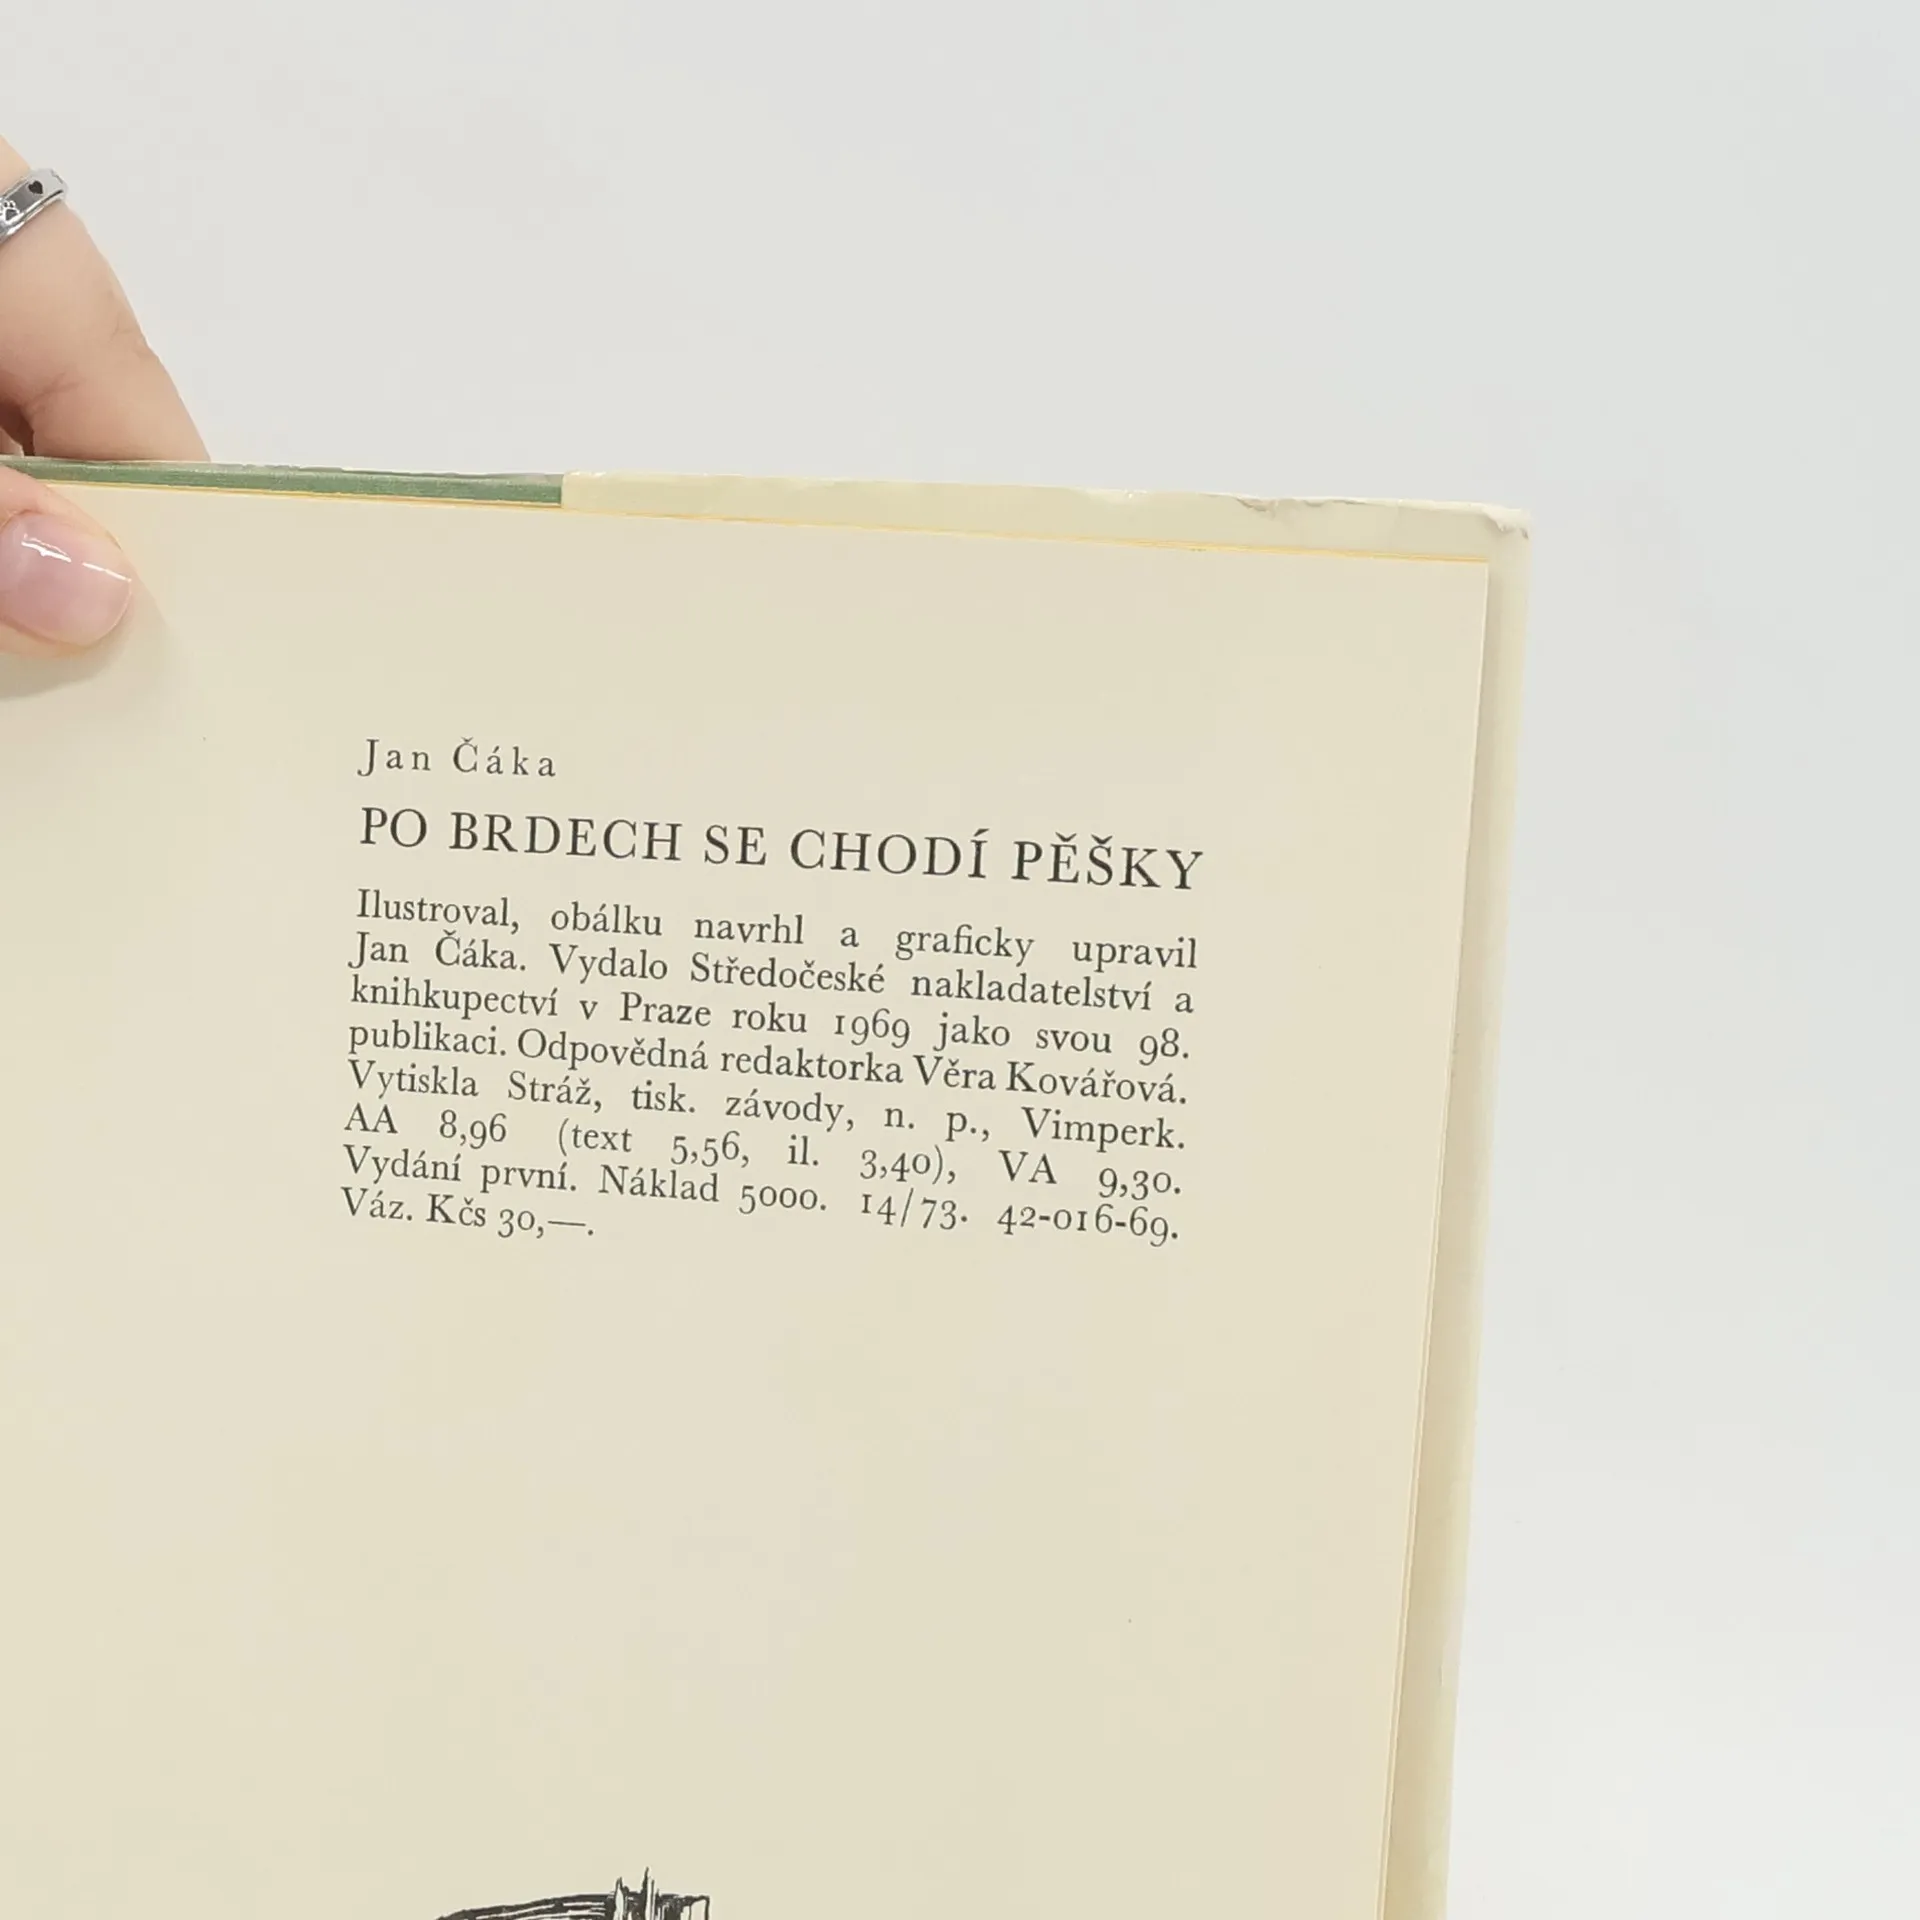 Jan Čáka
PO BRDECH SE CHODÍ PĚŠKY
Ilustroval, obálku navrhl a graficky upravil
Jan Čáka. Vydalo Středočeské nakladatelství a
knihkupectví v Praze roku 1969 jako svou 98.
publikaci. Odpovědná redaktorka Věra Kovářová.
Vytiskla Stráž, tisk. závody, n. p., Vimperk.
AA 8,96 (text 5,56, il. 3,40), VA 9,30.
Vydání první. Náklad 5000. 14/73. 42-016-69.
Váz. Kčs 30,—.